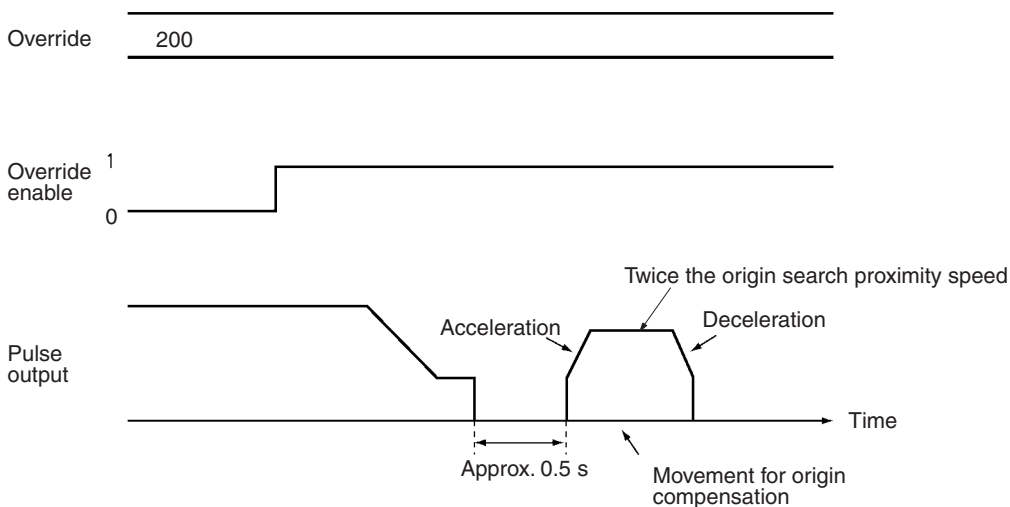 Override
200
Override
enable
1
0
Twice the origin search proximity speed
Acceleration
Deceleration
Pulse
output
Time
Approx. 0.5 s
Movement for origin
compensation